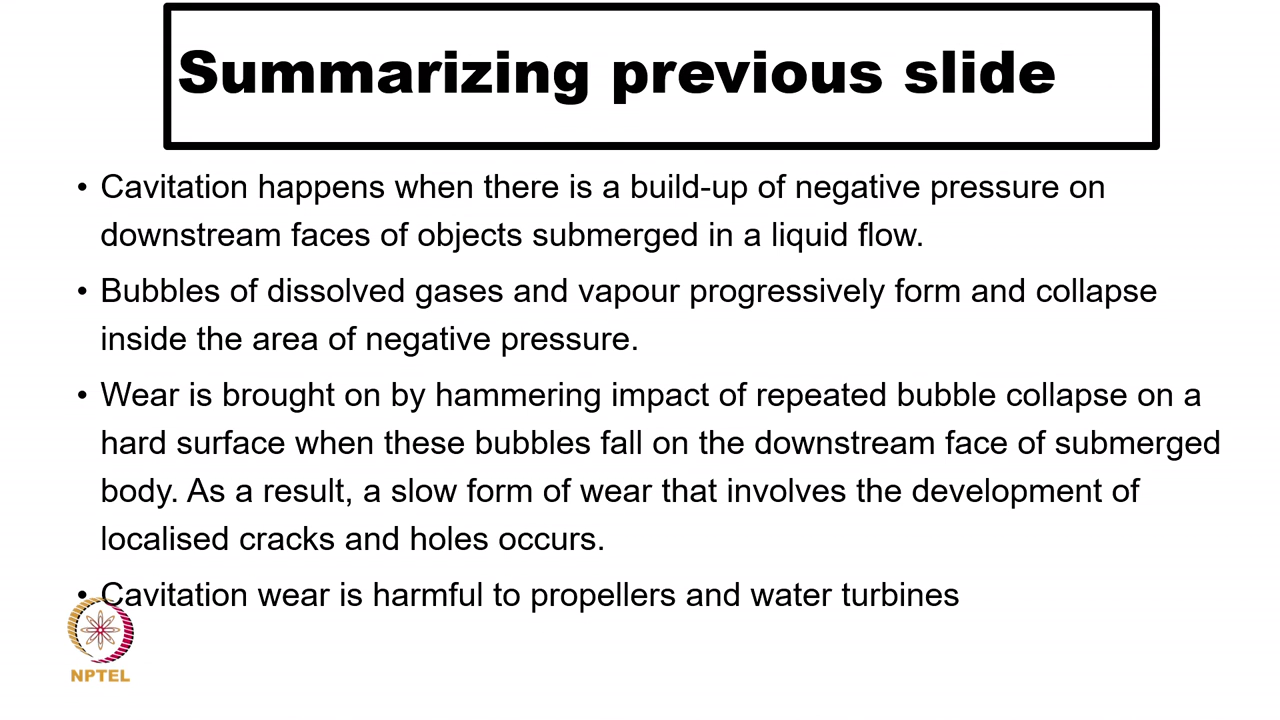 Summarizing previous slide
• Cavitation happens when there is a build-up of negative pressure on
downstream faces of objects submerged in a liquid flow.
• Bubbles of dissolved gases and vapour progressively form and collapse
inside the area of negative pressure.
• Wear is brought on by hammering impact of repeated bubble collapse on a
hard surface when these bubbles fall on the downstream face of submerged
body. As a result, a slow form of wear that involves the development of
localised cracks and holes occurs.
• Cavitation wear is harmful to propellers and water turbines
NPTEL